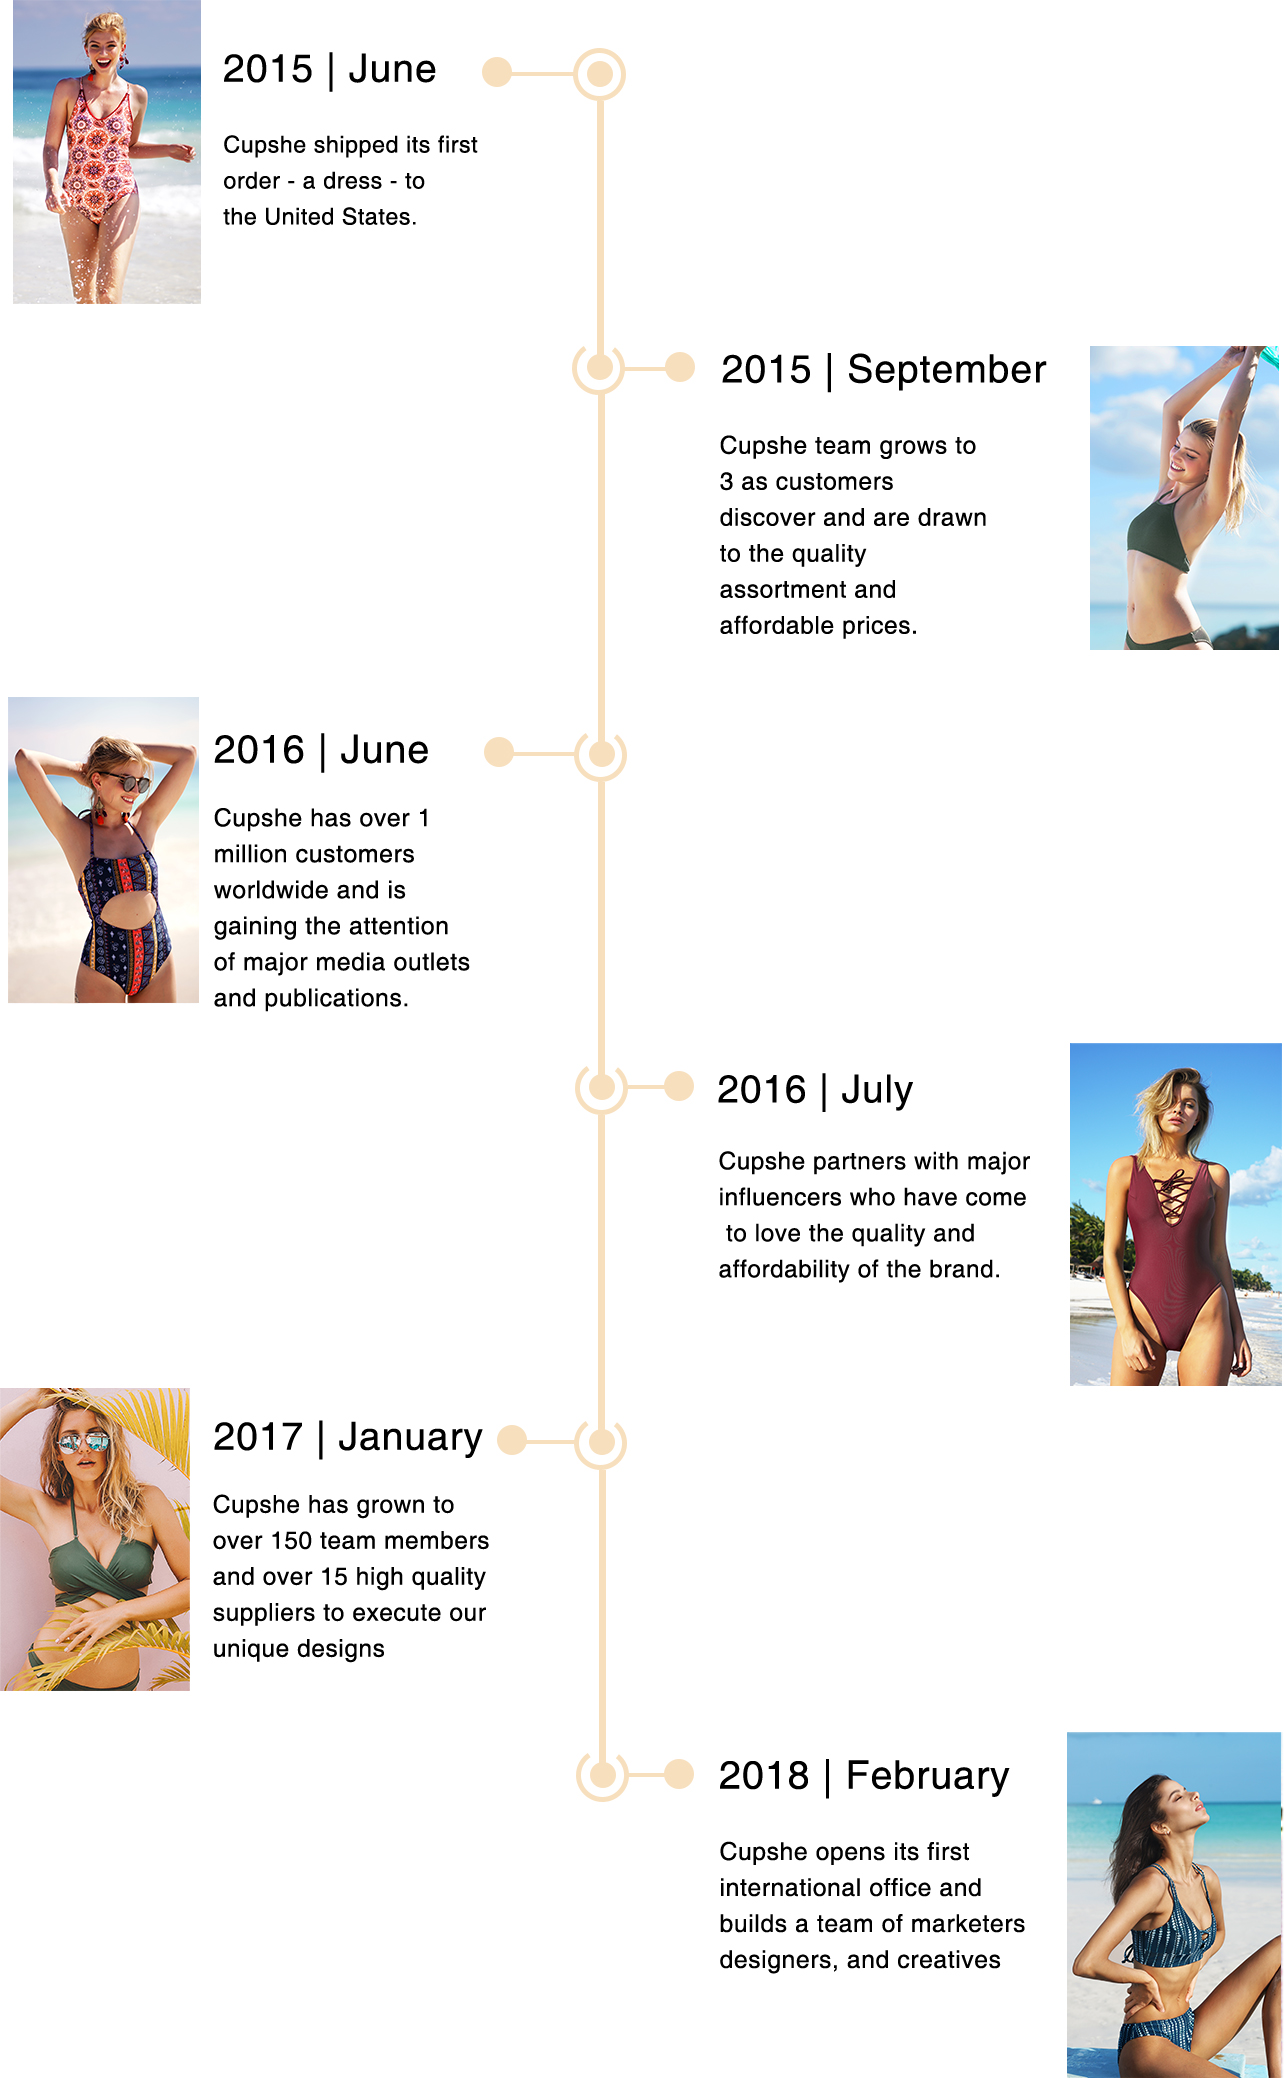 2015 | June
Cupshe shipped its first
order - a dress - to
the United States.
2015 | September
Cupshe team grows to
3 as customers
discover and are drawn
to the quality
assortment and
affordable prices.
2016 | June
Cupshe has over 1
million customers
worldwide and is
gaining the attention
of major media outlets
and publications.
2016 | July
Cupshe partners with major
influencers who have come
to love the quality and
affordability of the brand.
2017 | January
Cupshe has grown to
over 150 team members
and over 15 high quality
suppliers to execute our
unique designs
2018 | February
Cupshe opens its first
international office and
builds a team of marketers
designers, and creatives